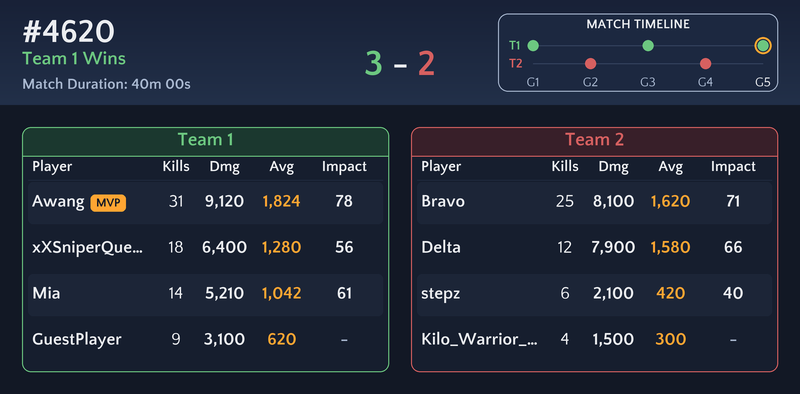 #4620
Team 1 Wins
Match Duration: 40m 00s
3 – 2
MATCH TIMELINE
T1
T2
G1 G2 G3 G4 G5
Team 1
Player Kills Dmg Avg Impact
Awang MVP 31 9,120 1,824 78
xXSniperQue... 18 6,400 1,280 56
Mia 14 5,210 1,042 61
GuestPlayer 9 3,100 620 -
Team 2
Player Kills Dmg Avg Impact
Bravo 25 8,100 1,620 71
Delta 12 7,900 1,580 66
stepz 6 2,100 420 40
Kilo_Warrior_... 4 1,500 300 -